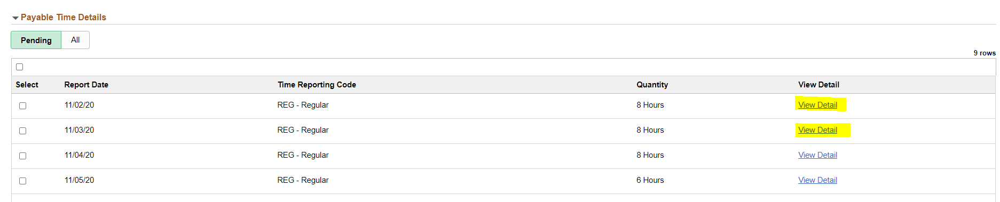 Payable Time Details
Pending All
9 rows
Select Report Date Time Reporting Code Quantity View Detail
11/02/20 REG - Regular 8 Hours View Detail
11/03/20 REG - Regular 8 Hours View Detail
11/04/20 REG - Regular 8 Hours View Detail
11/05/20 REG - Regular 6 Hours View Detail